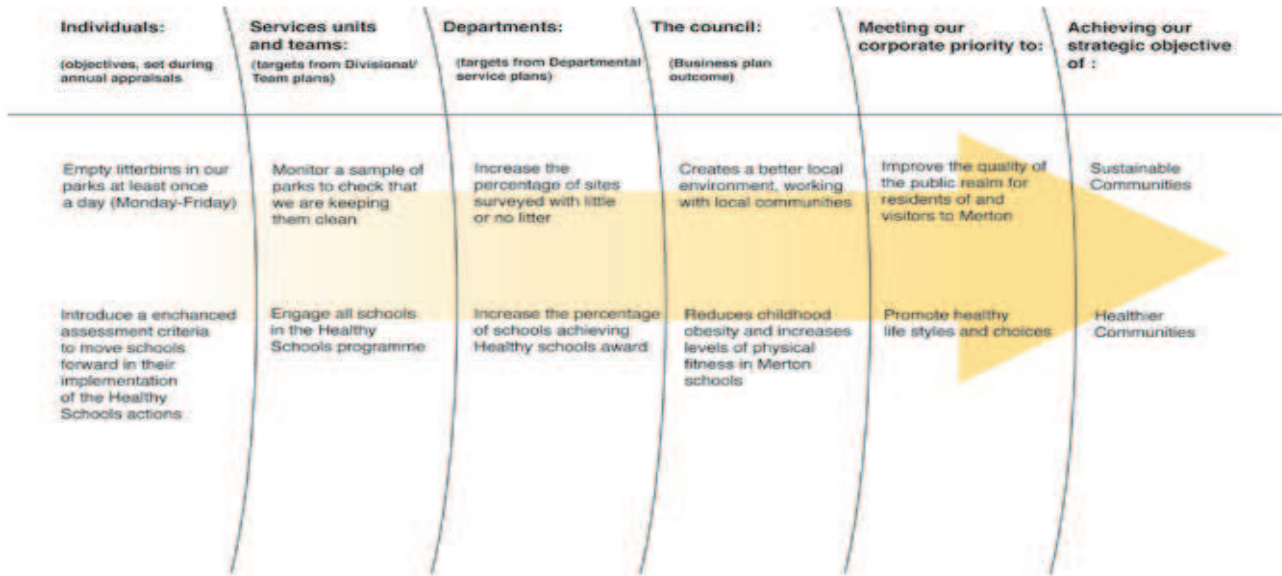 Individuals:
(objectives, set during
annual appraisals
Services units
and teams:
(targets from Divisional/
Team plans)
Departments:
(targets from Departmental
service plans)
The council:
(Business plan
outcome)
Meeting our
corporate priority to:
Achieving our
strategic objective
of :
Empty litterbins in our
parks at least once
a day (Monday-Friday)
Monitor a sample of
parks to check that
we are keeping
them clean
Increase the
percentage of sites
surveyed with little
or no litter
Creates a better local
environment, working
with local communities
Improve the quality of
the public realm for
residents of and
visitors to Merton
Sustainable
Communities
Introduce a enchanced
assessment criteria
to move schools
forward in their
implementation
of the Healthy
Schools actions
Engage all schools
in the Healthy
Schools programme
Increase the percentage
of schools achieving
Healthy schools award
Reduces childhood
obesity and increases
levels of physical
fitness in Merton
schools
Promote healthy
life styles and choices
Healthier
Communities